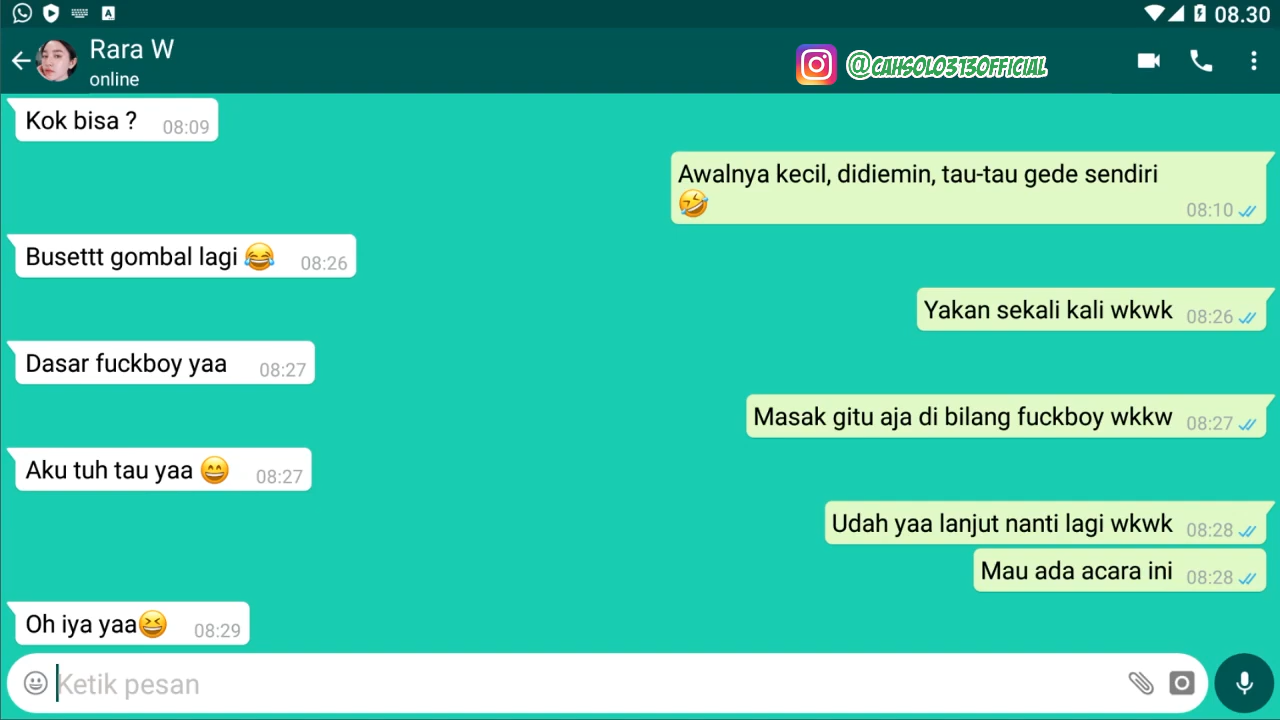 08.30
Rara W
online
@CAHSOLO3130FFICIAL
Kok bisa ? 08:09
Awalnya kecil, didiemin, tau-tau gede sendiri
🤣 08:10
Busettt gombal lagi 😂 08:26
Yakan sekali kali wkwk 08:26
Dasar fuckboy yaa 08:27
Masak gitu aja di bilang fuckboy wkkw 08:27
Aku tuh tau yaa 😄 08:27
Udah yaa lanjut nanti lagi wkwk 08:28
Mau ada acara ini 08:28
Oh iya yaa😆 08:29
Ketik pesan